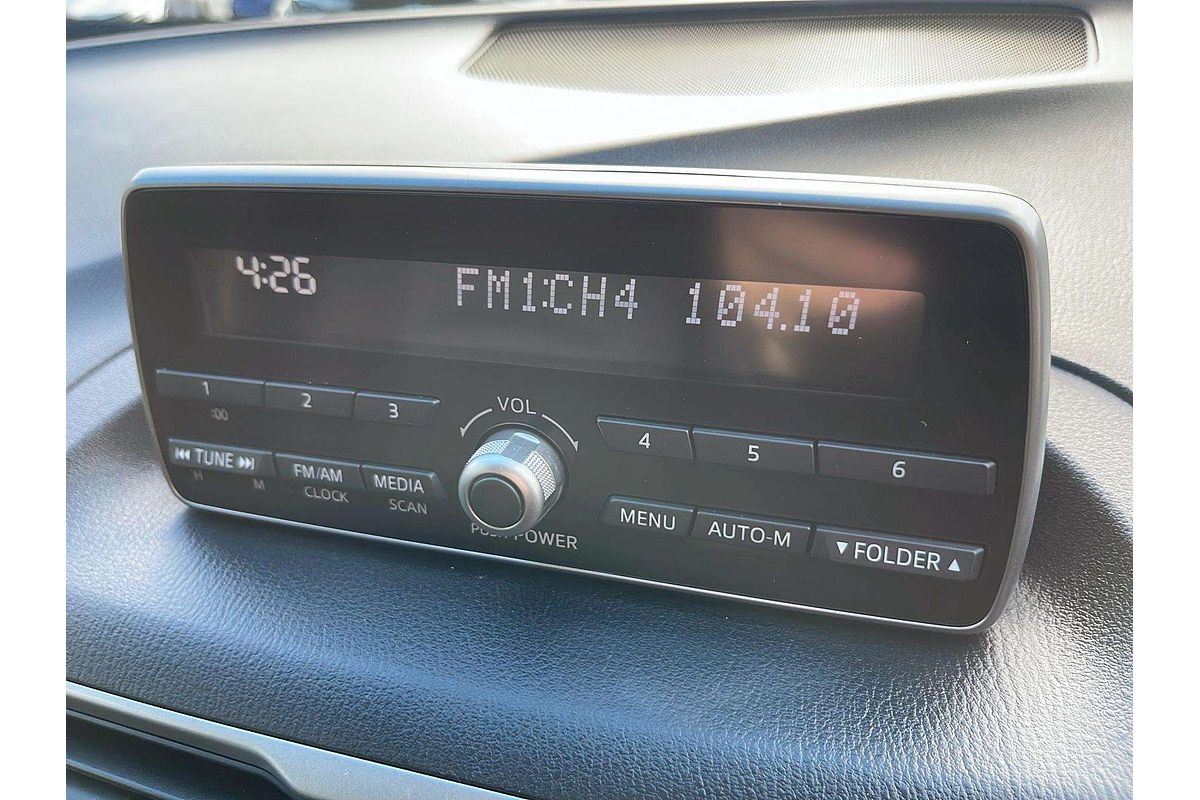 4:26 FM1:CH4 104.10
1 2 3 VOL 4 5 6
:00
⏮ TUNE ⏭ FM/AM MEDIA MENU AUTO-M ▼ FOLDER ▲
H M CLOCK SCAN PUSH POWER